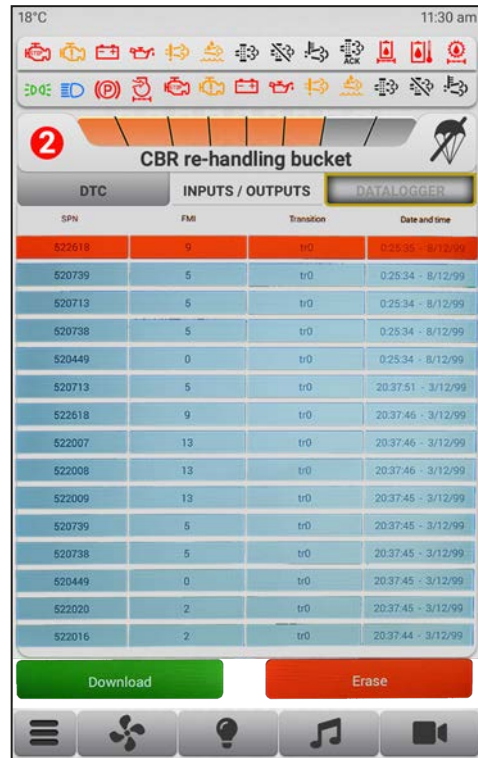 18°C 11:30 am
STOP
ACK
2
CBR re-handling bucket
DTC INPUTS / OUTPUTS DATALOGGER
SPN FMI Transition Date and time
522618 9 tr0 0:25:35 - 8/12/99
520739 5 tr0 0:25:34 - 8/12/99
520713 5 tr0 0:25:34 - 8/12/99
520738 5 tr0 0:25:34 - 8/12/99
520449 0 tr0 0:25:34 - 8/12/99
520713 5 tr0 20:37:51 - 3/12/99
522618 9 tr0 20:37:46 - 3/12/99
522007 13 tr0 20:37:46 - 3/12/99
522008 13 tr0 20:37:46 - 3/12/99
522009 13 tr0 20:37:45 - 3/12/99
520739 5 tr0 20:37:45 - 3/12/99
520738 5 tr0 20:37:45 - 3/12/99
520449 0 tr0 20:37:45 - 3/12/99
522020 2 tr0 20:37:45 - 3/12/99
522016 2 tr0 20:37:44 - 3/12/99
Download Erase